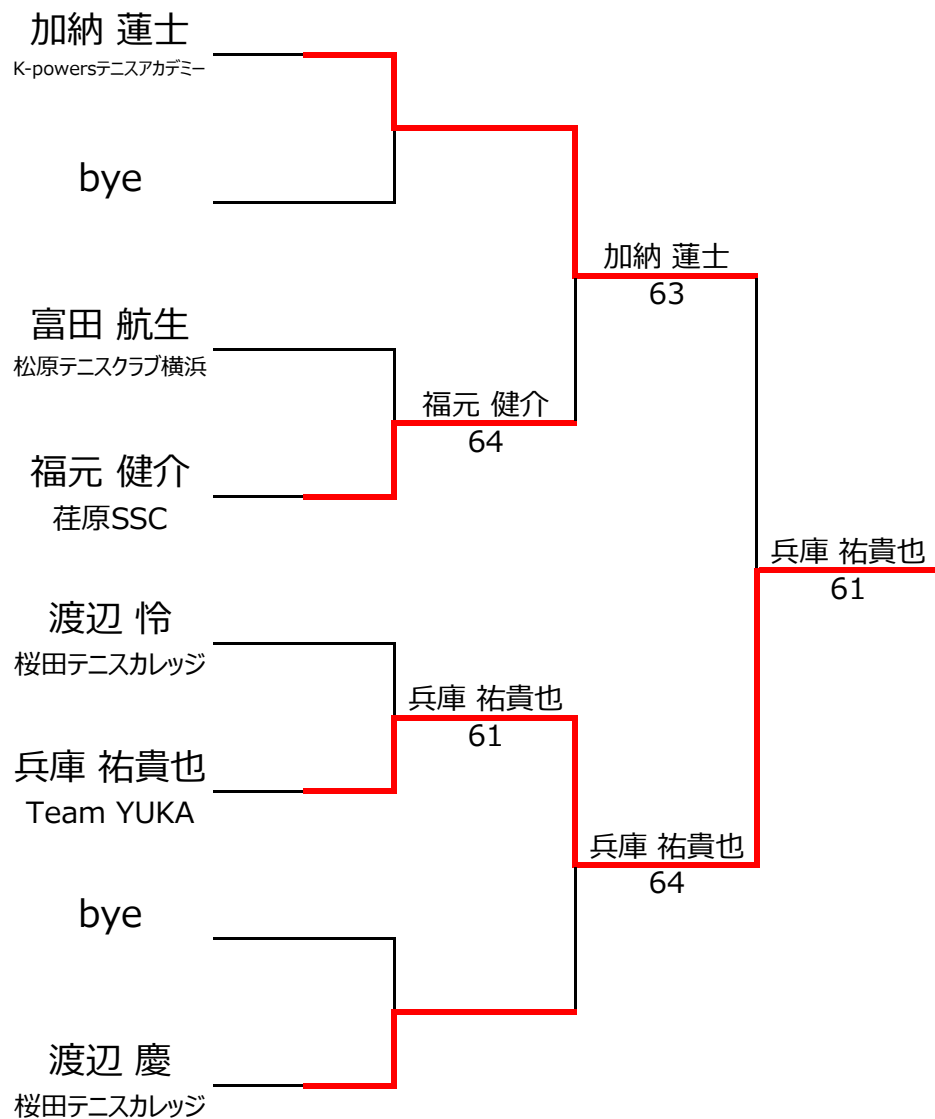 加納 蓮士
K-powersテニスアカデミー
bye
加納 蓮士
63
富田 航生
松原テニスクラブ横浜
福元 健介
64
福元 健介
荏原SSC
兵庫 祐貴也
61
渡辺 怜
桜田テニスカレッジ
兵庫 祐貴也
61
兵庫 祐貴也
Team YUKA
兵庫 祐貴也
64
bye
渡辺 慶
桜田テニスカレッジ